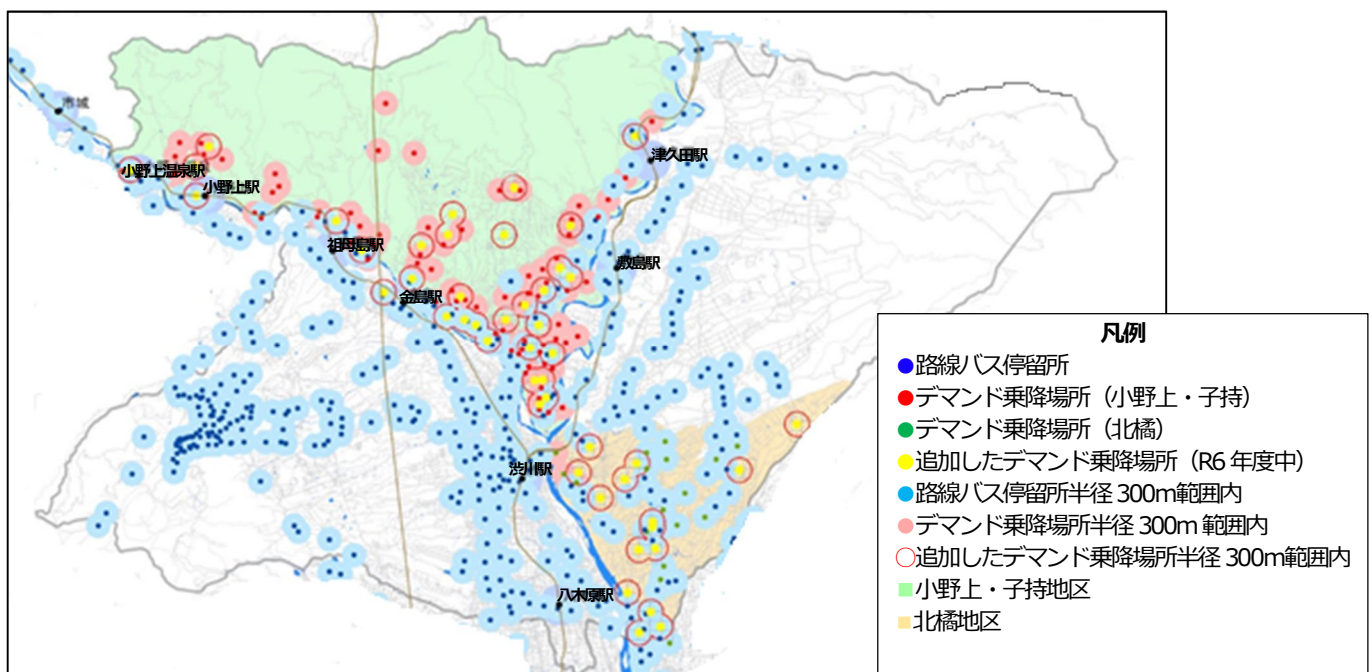 市城
小野上温泉駅
小野上駅
津久田駅
祖母島駅
敷島駅
金島駅
渋川駅
八木原駅
凡例
●路線バス停留所
●デマンド乗降場所（小野上・子持）
●デマンド乗降場所（北橘）
●追加したデマンド乗降場所（R6 年度中）
●路線バス停留所半径 300m範囲内
●デマンド乗降場所半径 300m 範囲内
○追加したデマンド乗降場所半径 300m範囲内
■小野上・子持地区
■北橘地区